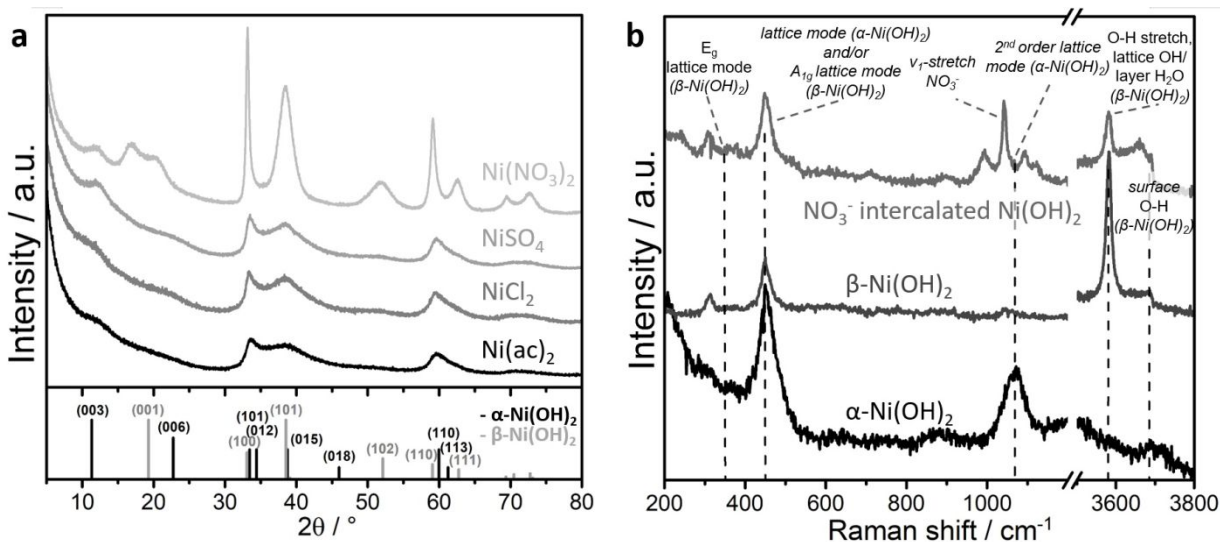 a
Intensity / a.u.
Ni(NO₃)₂
NiSO₄
NiCl₂
Ni(ac)₂
(003)
(001)
(006)
(101)
(012)
(100)
(101)
(015)
(018)
(102)
(110)
(110)
(113)
(111)
- α-Ni(OH)₂
- β-Ni(OH)₂
10 20 30 40 50 60 70 80
2θ / °
b
Intensity / a.u.
E_g
lattice mode
(β-Ni(OH)₂)
lattice mode (α-Ni(OH)₂)
and/or
A₁g lattice mode
(β-Ni(OH)₂)
ν₁-stretch
NO₃⁻
2nd order lattice
mode (α-Ni(OH)₂)
O-H stretch,
lattice OH/
layer H₂O
(β-Ni(OH)₂)
NO₃⁻ intercalated Ni(OH)₂
surface
O-H
(β-Ni(OH)₂)
β-Ni(OH)₂
α-Ni(OH)₂
200 400 600 800 1000 3600 3800
Raman shift / cm⁻¹